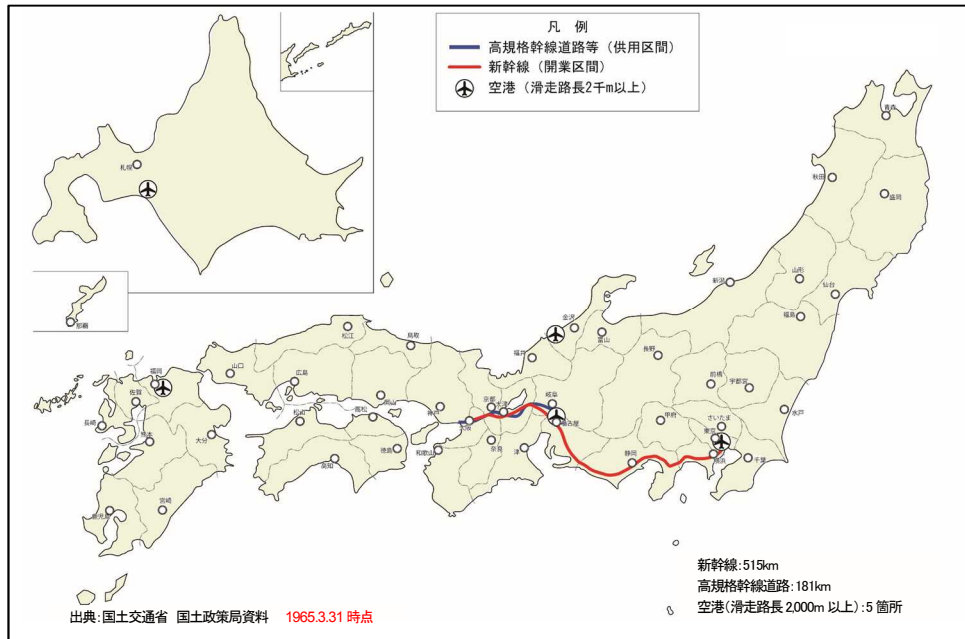 凡 例
高規格幹線道路等（供用区間）
新幹線（開業区間）
空港（滑走路長2千m以上）
青森
札幌
秋田
盛岡
那覇
山形
新潟
仙台
福島
金沢
富山
松江
鳥取
福井
長野
前橋
宇都宮
福岡
山口
広島
岡山
京都
大津
岐阜
水戸
佐賀
高松
神戸
名古屋
甲府
さいたま
長崎
松山
大阪
東京
熊本
大分
徳島
和歌山
奈良
津
静岡
横浜
千葉
高知
宮崎
鹿児島
新幹線：515km
高規格幹線道路：181km
空港（滑走路長 2,000m 以上）：5 箇所
出典：国土交通省 国土政策局資料 1965.3.31 時点